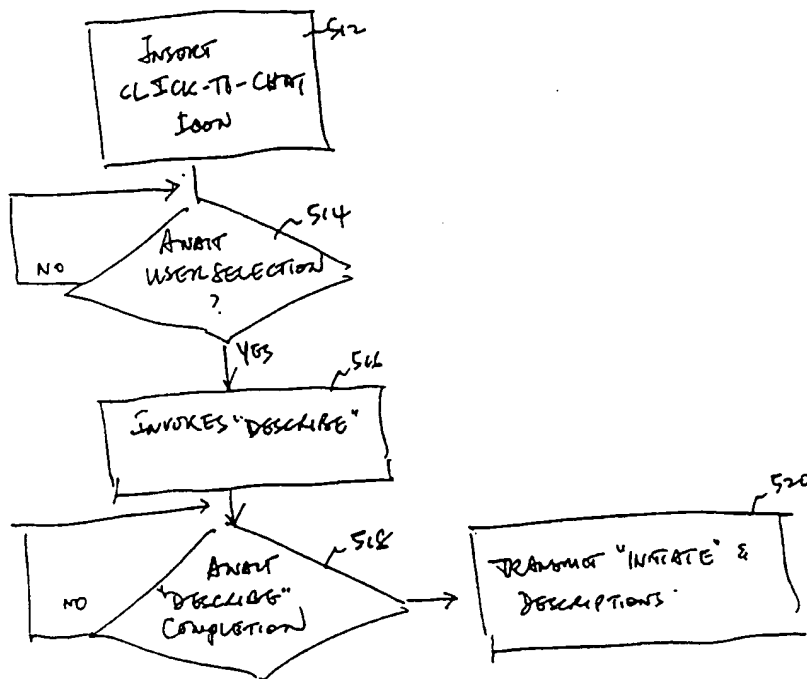 512
INSERT
CLICK-TO-CHAT
ICON
514
AWAIT
USER SELECTION
?
NO
YES
516
INVOKES "DESCRIBE"
518
AWAIT
"DESCRIBE"
COMPLETION
NO
520
TRANSMIT "INITIATE" &
DESCRIPTIONS